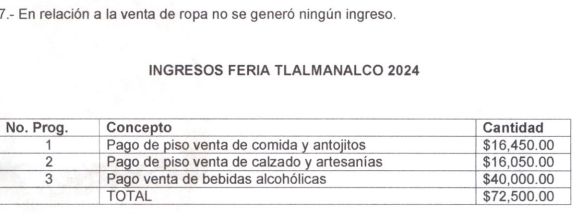 7.- En relación a la venta de ropa no se generó ningún ingreso.
INGRESOS FERIA TLALMANALCO 2024
No. Prog. Concepto Cantidad
1 Pago de piso venta de comida y antojitos $16,450.00
2 Pago de piso venta de calzado y artesanías $16,050.00
3 Pago venta de bebidas alcohólicas $40,000.00
TOTAL $72,500.00